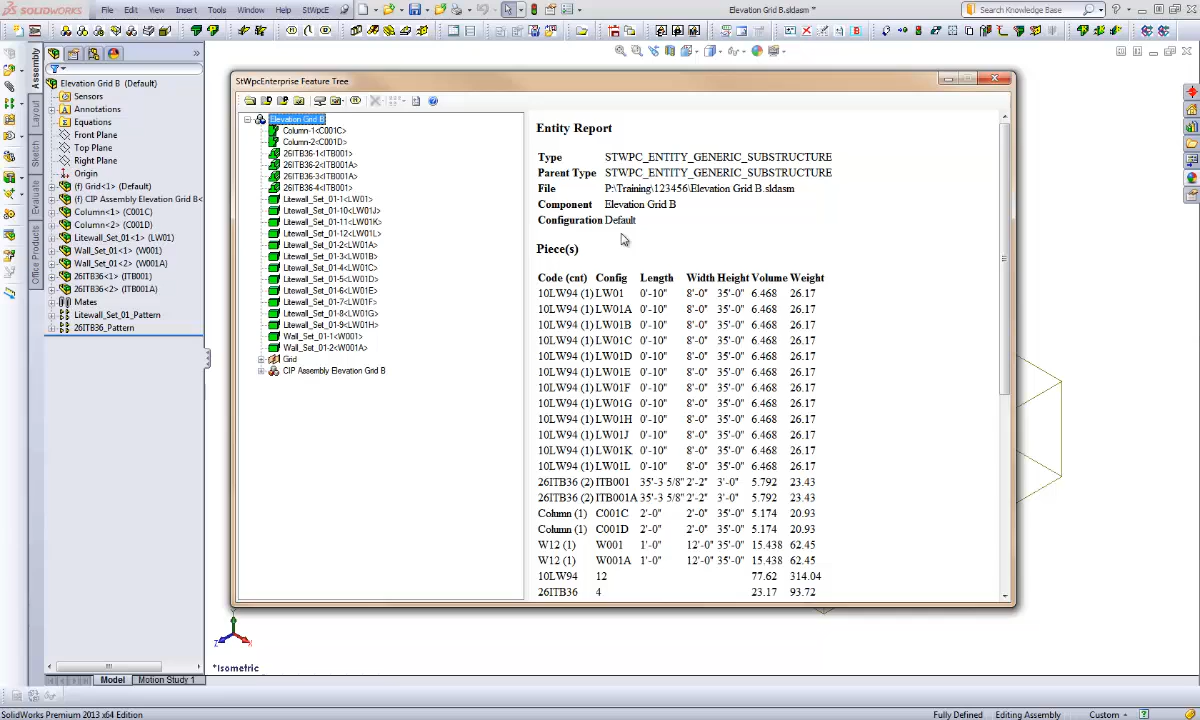 SOLIDWORKS
File
Edit
View
Insert
Tools
Window
Help
StWpcE
Elevation Grid B.sldasm *
Search Knowledge Base
Assembly
Layout
Sketch
Evaluate
Office Products
Elevation Grid B (Default)
Sensors
Annotations
Equations
Front Plane
Top Plane
Right Plane
Origin
(f) Grid<1> (GRID)
(f) CIP Assembly Elevation Grid B<
Column<1> (C001C)
Column<2> (C001D)
Litewall_Set_01<1> (LW01)
Wall_Set_01<1> (W001)
Wall_Set_01<2> (W001A)
26ITB36<1> (ITB001)
26ITB36<2> (ITB001A)
Mates
Litewall_Set_01_Pattern
26ITB36_Pattern
StWpcEnterprise Feature Tree
Elevation Grid B
Column-1<C001C>
Column-2<C001D>
26ITB36-1<ITB001>
26ITB36-2<ITB001A>
26ITB36-3<ITB001A>
26ITB36-4<ITB001>
Litewall_Set_01-1<LW01>
Litewall_Set_01-10<LW01J>
Litewall_Set_01-11<LW01K>
Litewall_Set_01-12<LW01L>
Litewall_Set_01-2<LW01A>
Litewall_Set_01-3<LW01B>
Litewall_Set_01-4<LW01C>
Litewall_Set_01-5<LW01D>
Litewall_Set_01-6<LW01E>
Litewall_Set_01-7<LW01F>
Litewall_Set_01-8<LW01G>
Litewall_Set_01-9<LW01H>
Wall_Set_01-1<W001>
Wall_Set_01-2<W001A>
Grid
CIP Assembly Elevation Grid B
Entity Report
Type STWPC_ENTITY_GENERIC_SUBSTRUCTURE
Parent Type STWPC_ENTITY_GENERIC_SUBSTRUCTURE
File P:\Training\123456\Elevation Grid B.sldasm
Component Elevation Grid B
Configuration Default
Piece(s)
Code (cnt) Config Length Width Height Volume Weight
10LW94 (1) LW01 0'-10" 8'-0" 35'-0" 6.468 26.17
10LW94 (1) LW01A 0'-10" 8'-0" 35'-0" 6.468 26.17
10LW94 (1) LW01B 0'-10" 8'-0" 35'-0" 6.468 26.17
10LW94 (1) LW01C 0'-10" 8'-0" 35'-0" 6.468 26.17
10LW94 (1) LW01D 0'-10" 8'-0" 35'-0" 6.468 26.17
10LW94 (1) LW01E 0'-10" 8'-0" 35'-0" 6.468 26.17
10LW94 (1) LW01F 0'-10" 8'-0" 35'-0" 6.468 26.17
10LW94 (1) LW01G 0'-10" 8'-0" 35'-0" 6.468 26.17
10LW94 (1) LW01H 0'-10" 8'-0" 35'-0" 6.468 26.17
10LW94 (1) LW01J 0'-10" 8'-0" 35'-0" 6.468 26.17
10LW94 (1) LW01K 0'-10" 8'-0" 35'-0" 6.468 26.17
10LW94 (1) LW01L 0'-10" 8'-0" 35'-0" 6.468 26.17
26ITB36 (2) ITB001 35'-3 5/8" 2'-2" 3'-0" 5.792 23.43
26ITB36 (2) ITB001A 35'-3 5/8" 2'-2" 3'-0" 5.792 23.43
Column (1) C001C 2'-0" 2'-0" 35'-0" 5.174 20.93
Column (1) C001D 2'-0" 2'-0" 35'-0" 5.174 20.93
W12 (1) W001 1'-0" 12'-0" 35'-0" 15.438 62.45
W12 (1) W001A 1'-0" 12'-0" 35'-0" 15.438 62.45
10LW94 12 77.62 314.04
26ITB36 4 23.17 93.72
Z
X
*Isometric
Model
Motion Study 1
SolidWorks Premium 2013 x64 Edition
Fully Defined
Editing Assembly
Custom